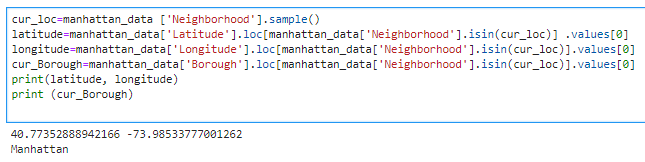 cur_loc=manhattan_data ['Neighborhood'].sample()
latitude=manhattan_data['Latitude'].loc[manhattan_data['Neighborhood'].isin(cur_loc)] .values[0]
longitude=manhattan_data['Longitude'].loc[manhattan_data['Neighborhood'].isin(cur_loc)].values[0]
cur_Borough=manhattan_data['Borough'].loc[manhattan_data['Neighborhood'].isin(cur_loc)].values[0]
print(latitude, longitude)
print (cur_Borough)
40.77352888942166 -73.98533777001262
Manhattan